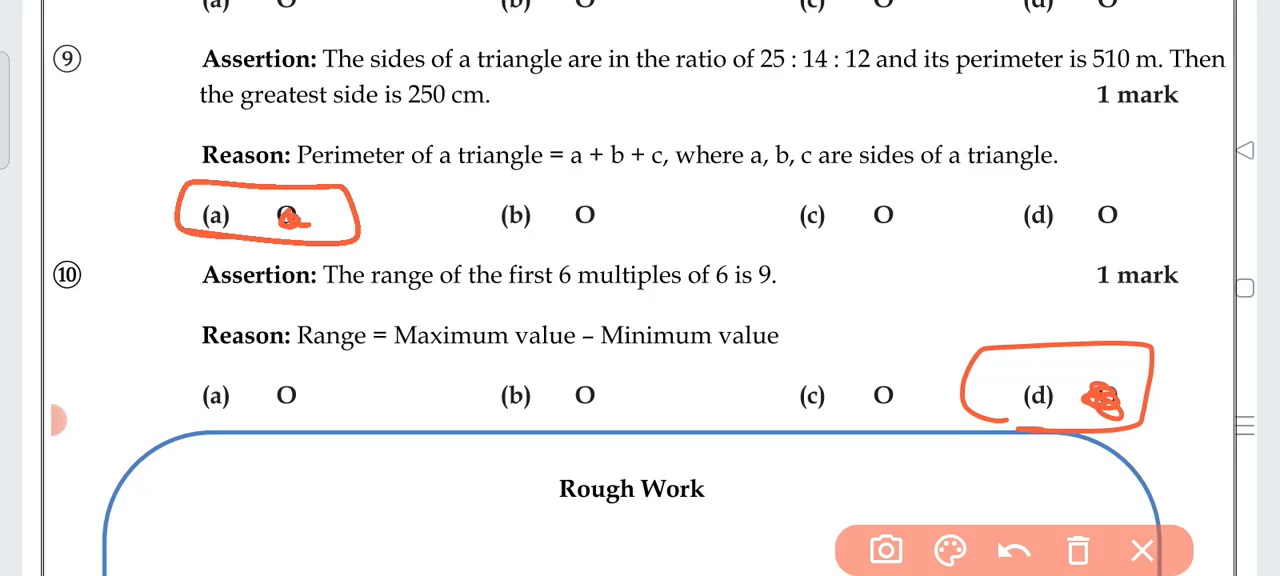 ⑨ Assertion: The sides of a triangle are in the ratio of 25 : 14 : 12 and its perimeter is 510 m. Then
the greatest side is 250 cm. 1 mark
Reason: Perimeter of a triangle = a + b + c, where a, b, c are sides of a triangle.
(a) O (b) O (c) O (d) O
⑩ Assertion: The range of the first 6 multiples of 6 is 9. 1 mark
Reason: Range = Maximum value – Minimum value
(a) O (b) O (c) O (d)
Rough Work